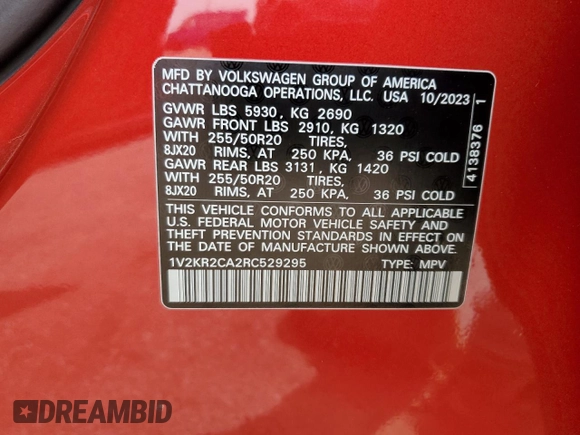 MFD BY VOLKSWAGEN GROUP OF AMERICA
CHATTANOOGA OPERATIONS, LLC. USA 10/2023
GVWR LBS 5930, KG 2690
GAWR FRONT LBS 2910, KG 1320
WITH 255/50R20 TIRES,
8JX20 RIMS, AT 250 KPA, 36 PSI COLD
GAWR REAR LBS 3131, KG 1420
WITH 255/50R20 TIRES,
8JX20 RIMS, AT 250 KPA, 36 PSI COLD
4138376 1
THIS VEHICLE CONFORMS TO ALL APPLICABLE
U.S. FEDERAL MOTOR VEHICLE SAFETY AND
THEFT PREVENTION STANDARDS IN EFFECT ON
THE DATE OF MANUFACTURE SHOWN ABOVE.
1V2KR2CA2RC529295 TYPE: MPV
DREAMBID